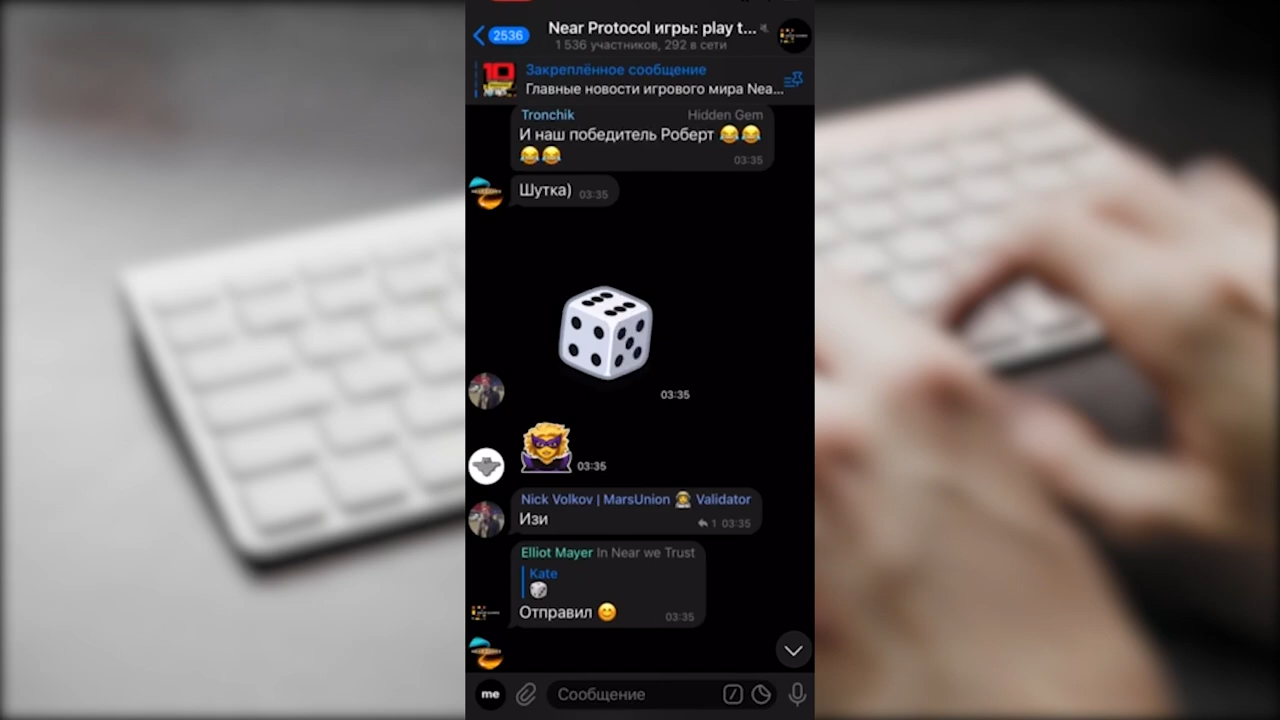 2536
Near Protocol игры: play t...
1 536 участников, 292 в сети
Закреплённое сообщение
Главные новости игрового мира Nea...
Tronchik Hidden Gem
И наш победитель Роберт 😂😂
😂😂 03:35
Шутка) 03:35
03:35
03:35
Nick Volkov | MarsUnion 👩‍🚀 Validator
Изи 1 03:35
Elliot Mayer In Near we Trust
Kate
🎲
Отправил 😊 03:35
me Сообщение